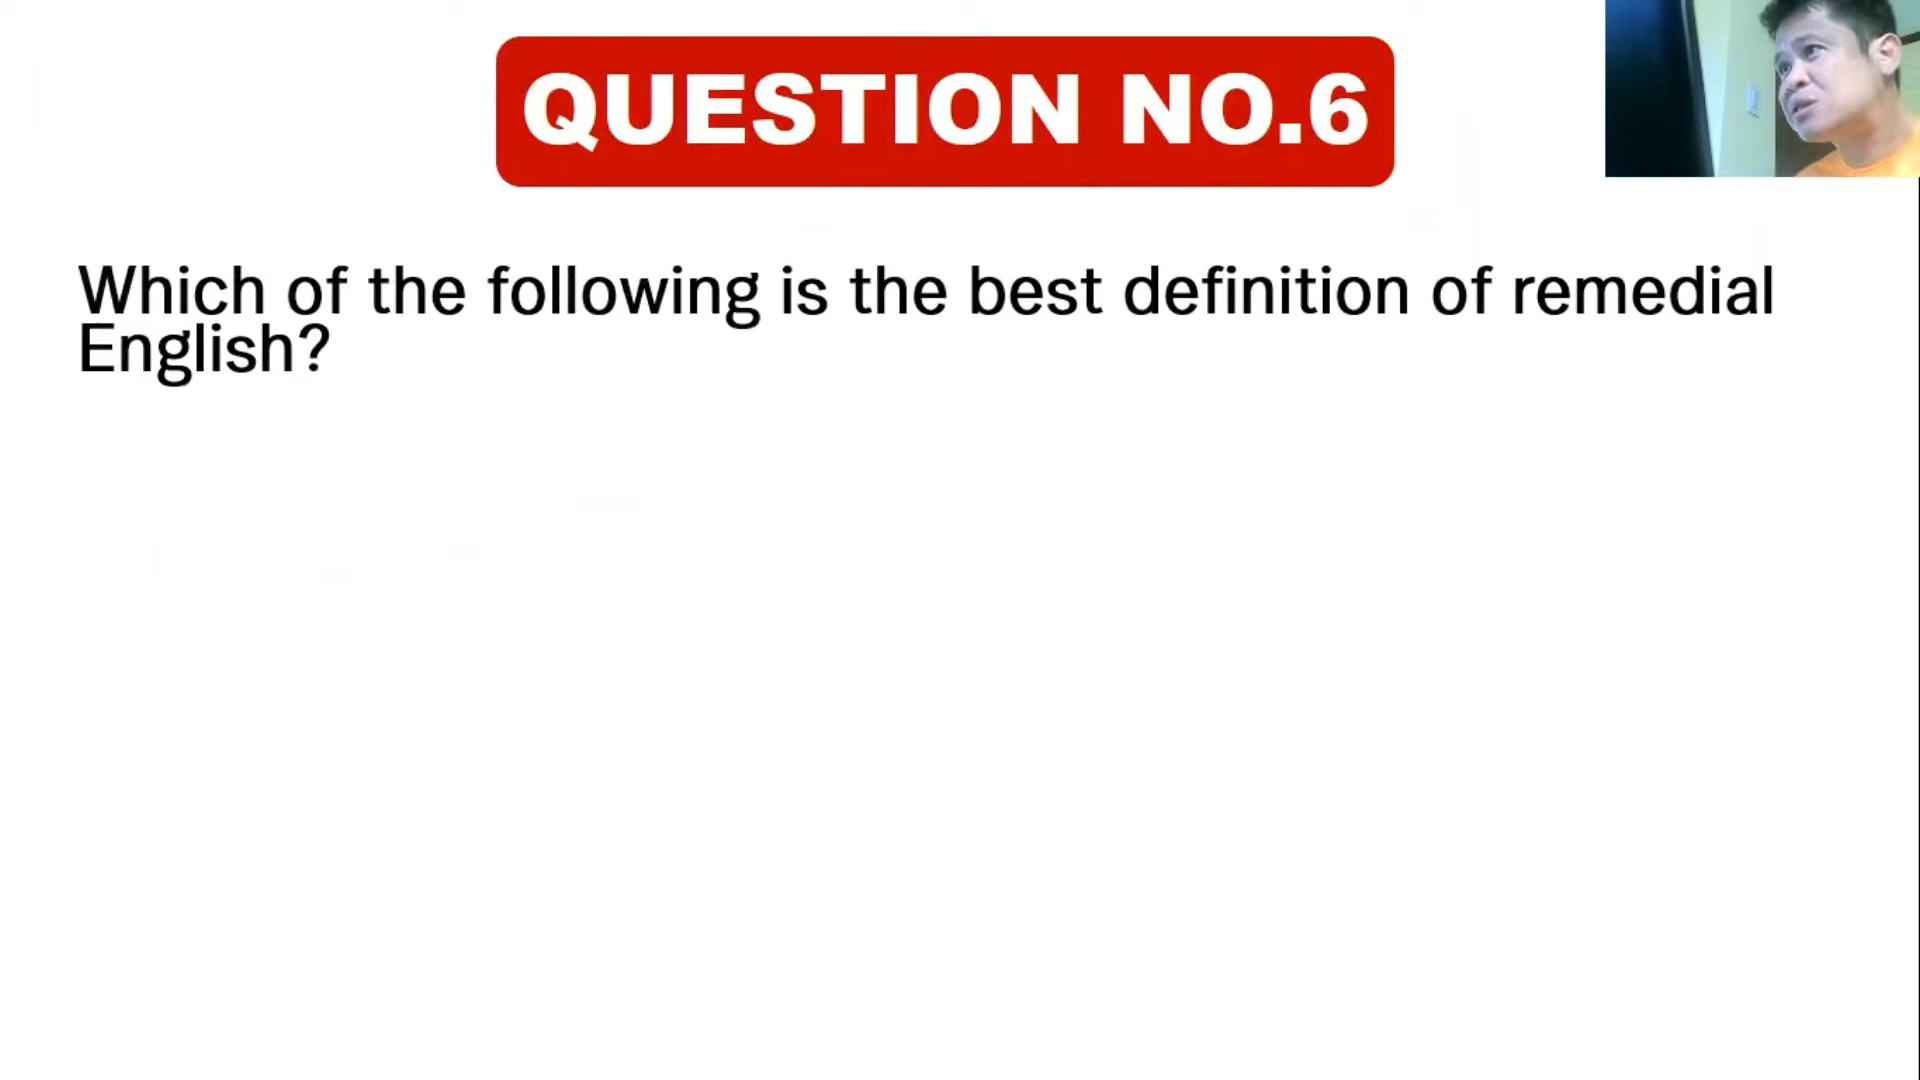 QUESTION NO.6
Which of the following is the best definition of remedial
English?